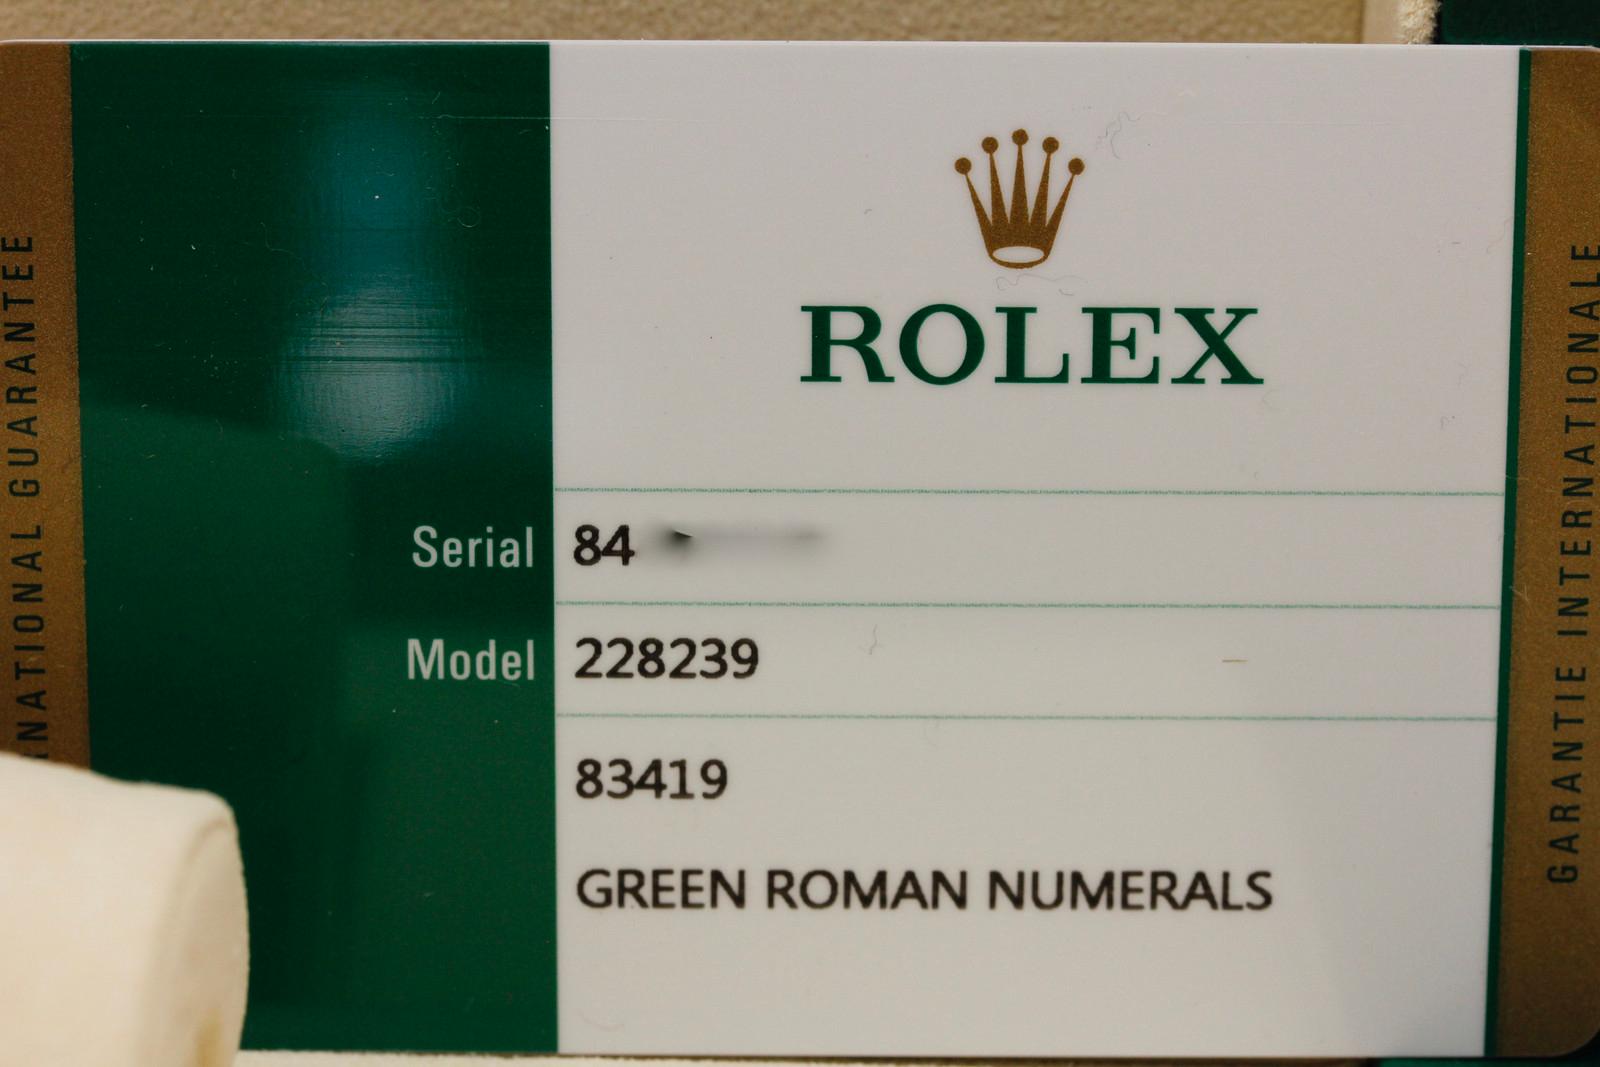 ROLEX
Serial 84
Model 228239
83419
GREEN ROMAN NUMERALS
NATIONAL GUARANTEE
GARANTIE INTERNATIONALE